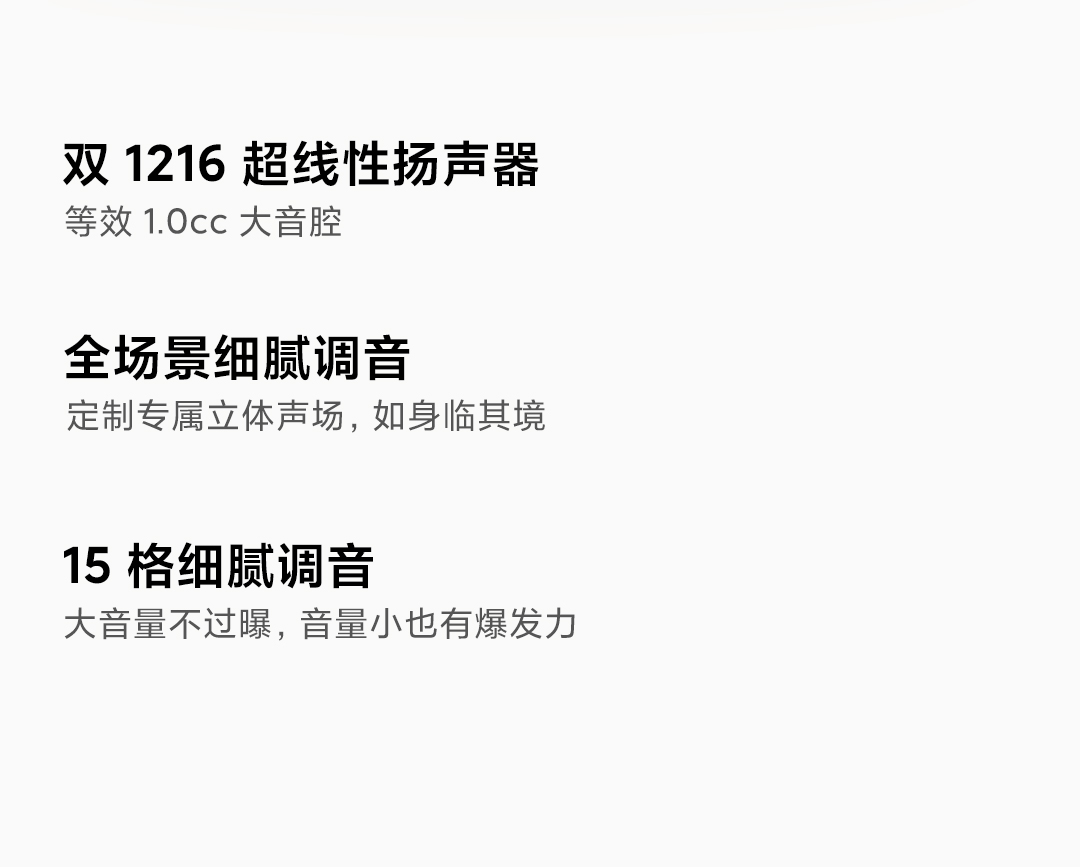 双 1216 超线性扬声器
等效 1.0cc 大音腔
全场景细腻调音
定制专属立体声场，如身临其境
15 格细腻调音
大音量不过曝，音量小也有爆发力